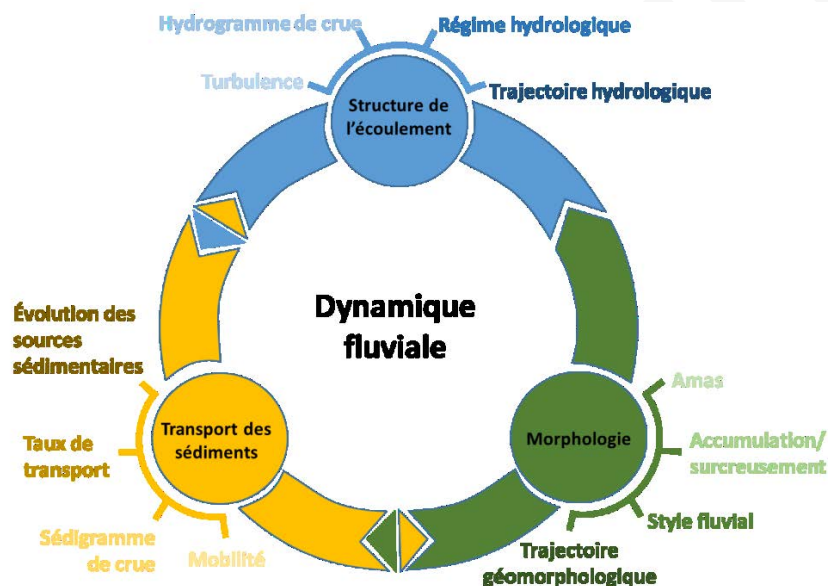 Hydrogramme de crue
Régime hydrologique
Turbulence
Trajectoire hydrologique
Structure de
l'écoulement
Dynamique
fluviale
Évolution des
sources
sédimentaires
Taux de
transport
Sédigramme
de crue
Mobilité
Transport des
sédiments
Morphologie
Amas
Accumulation/
surcreusement
Style fluvial
Trajectoire
géomorphologique